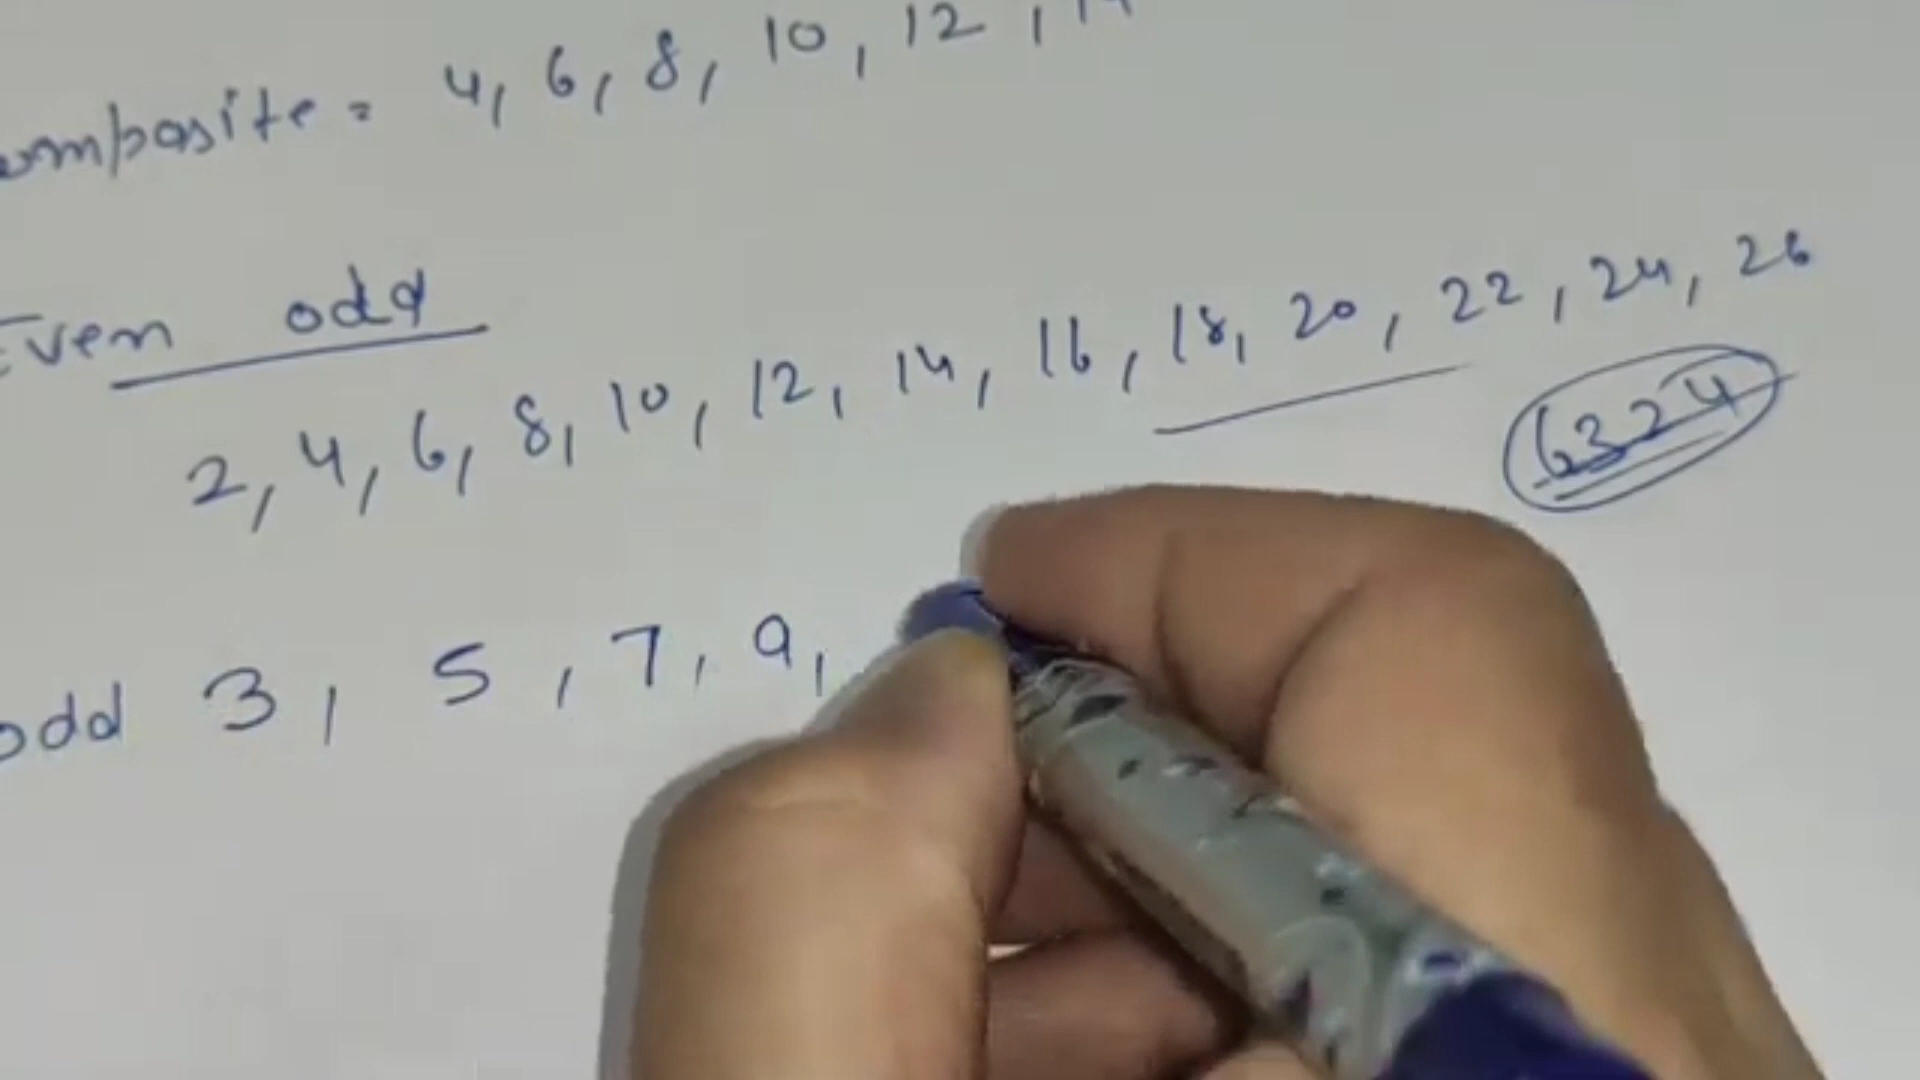 omposite = 4, 6, 8, 10, 12, 14
Even odd
2, 4, 6, 8, 10, 12, 14, 16, 18, 20, 22, 24, 26
6324
odd 3, 5, 7, 9,